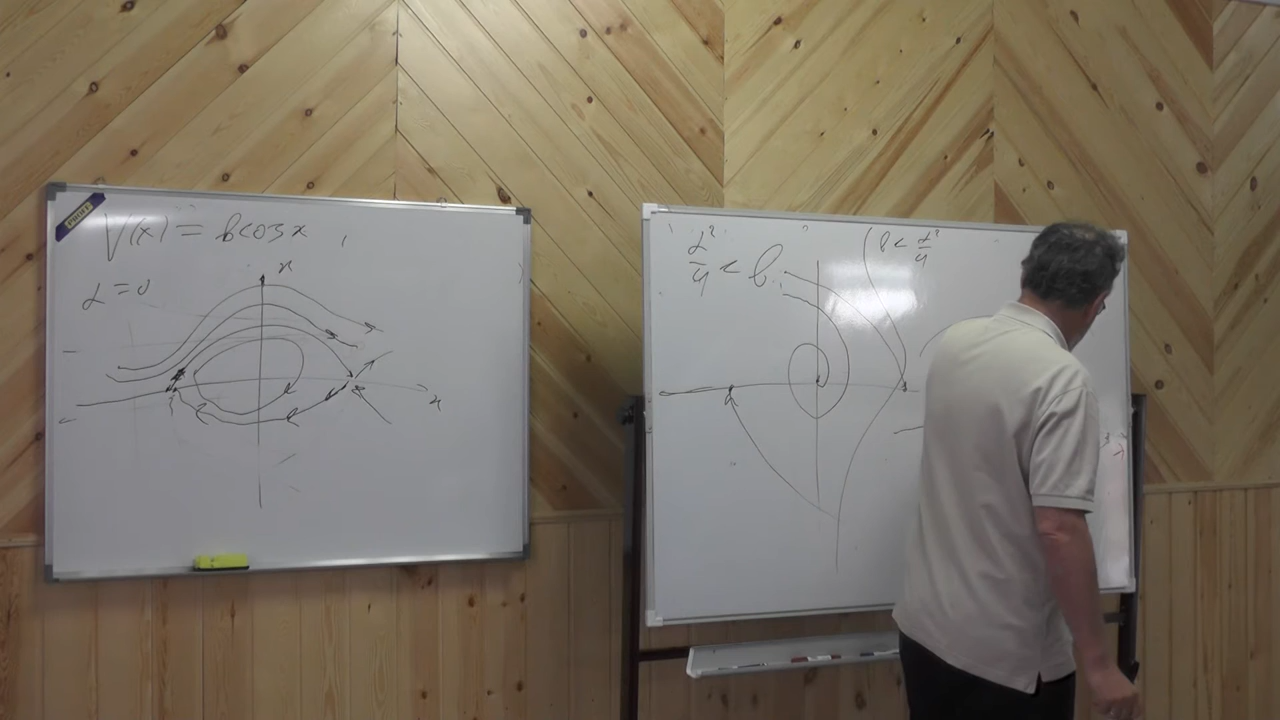 V(x) = b cos x ,
α = 0
ẋ
x
α²/4 < b
b < α²/4